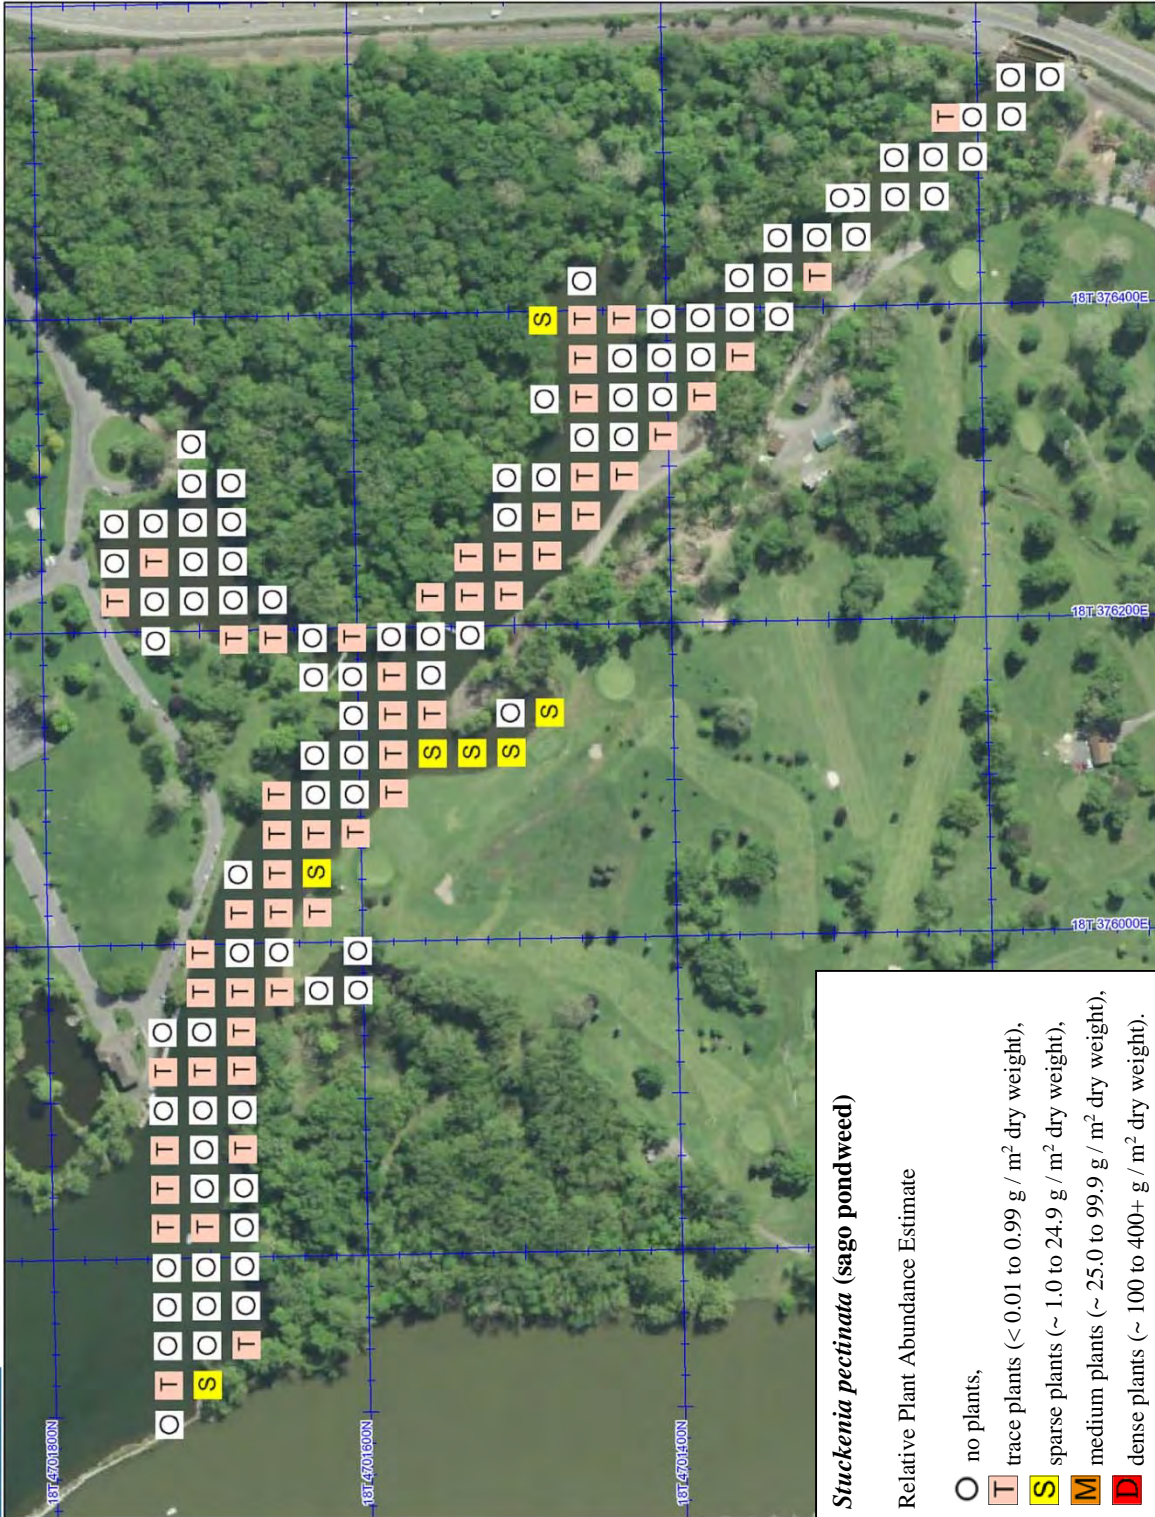 18T 4701800N
18T 4701600N
18T 4701400N
Stuckenia pectinata (sago pondweed)
Relative Plant Abundance Estimate
O no plants,
T trace plants (< 0.01 to 0.99 g / m² dry weight),
S sparse plants (~ 1.0 to 24.9 g / m² dry weight),
M medium plants (~ 25.0 to 99.9 g / m² dry weight),
D dense plants (~ 100 to 400+ g / m² dry weight).
18T 376000E
18T 376200E
18T 376400E